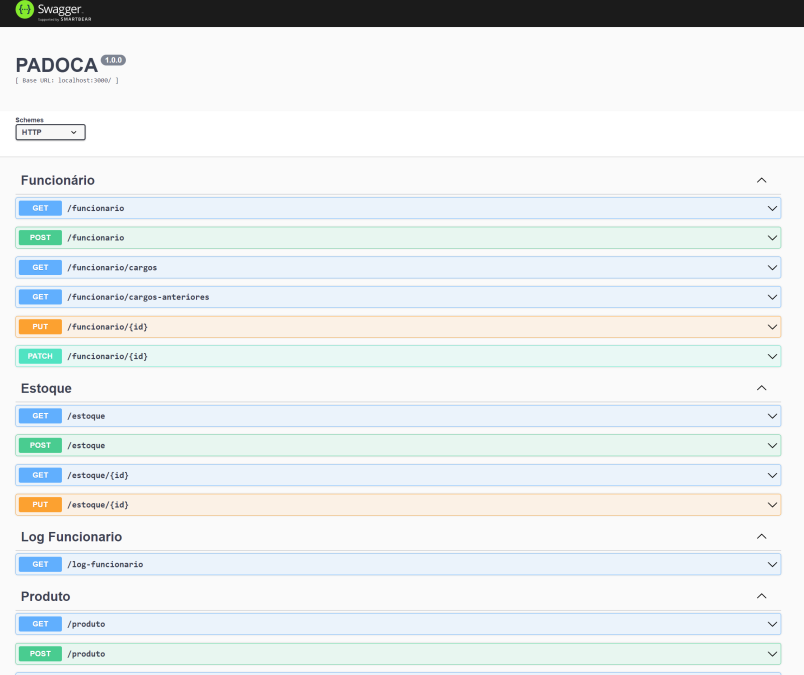 Swagger
Supported by SMARTBEAR
PADOCA 1.0.0
[ Base URL: localhost:3000/ ]
Schemes
HTTP
Funcionário
GET /funcionario
POST /funcionario
GET /funcionario/cargos
GET /funcionario/cargos-anteriores
PUT /funcionario/{id}
PATCH /funcionario/{id}
Estoque
GET /estoque
POST /estoque
GET /estoque/{id}
PUT /estoque/{id}
Log Funcionario
GET /log-funcionario
Produto
GET /produto
POST /produto